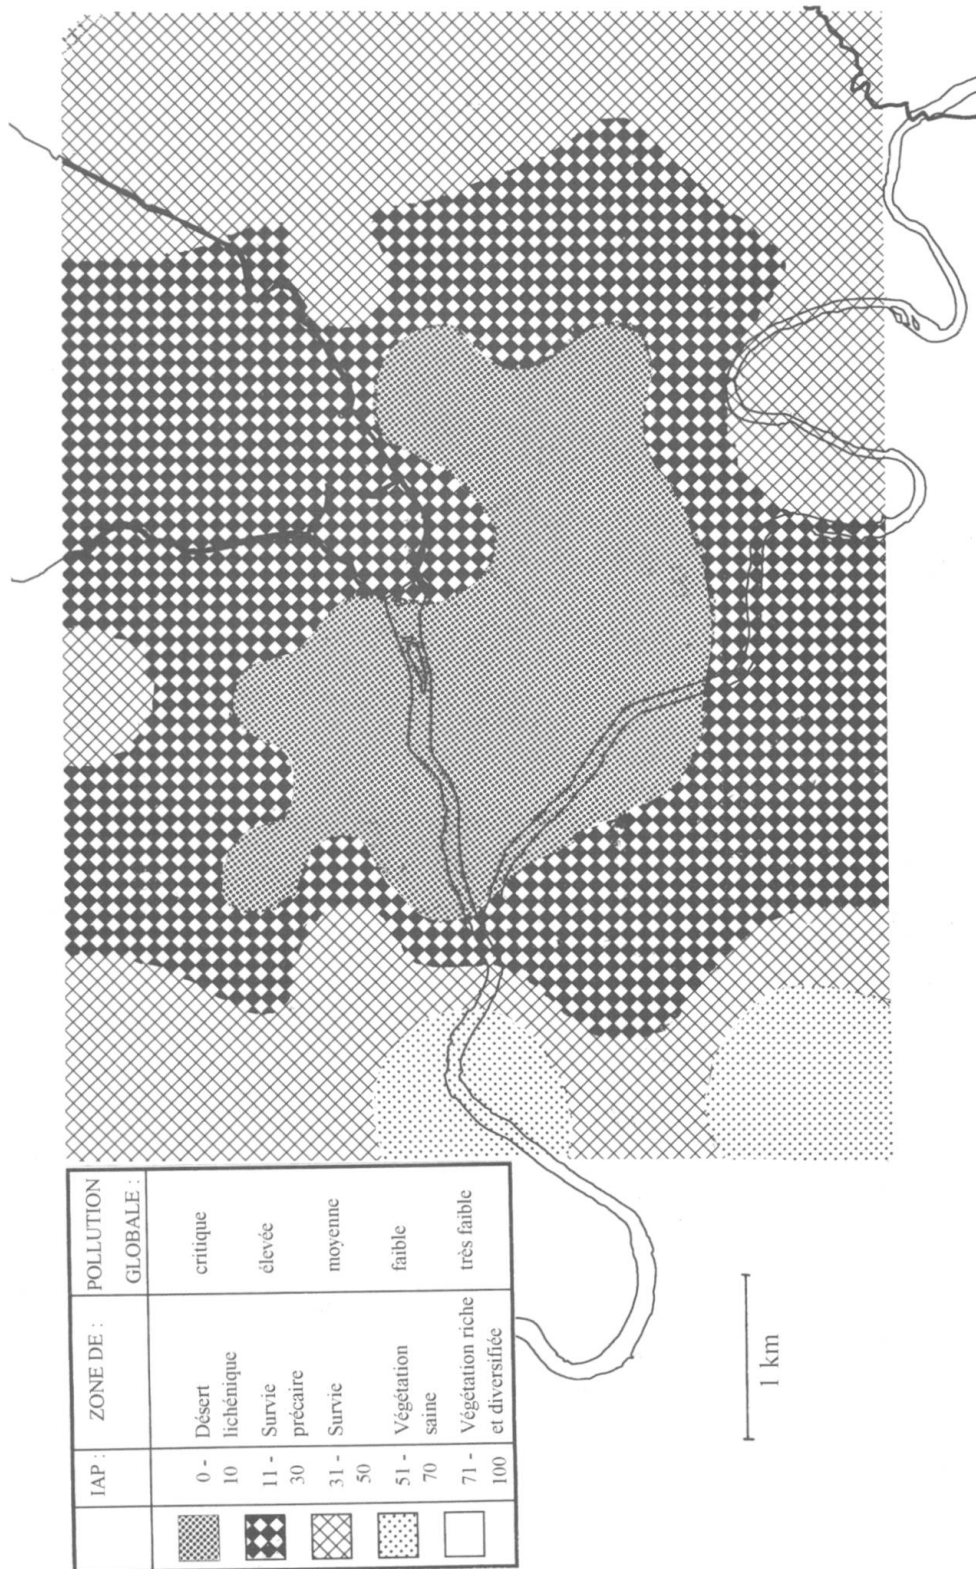 IAP :
ZONE DE :
POLLUTION
GLOBALE :
0 -
10
Désert
lichénique
critique
11 -
30
Survie
précaire
élevée
31 -
50
Survie
moyenne
51 -
70
Végétation
saine
faible
71 -
100
Végétation riche
et diversifiée
très faible
1 km